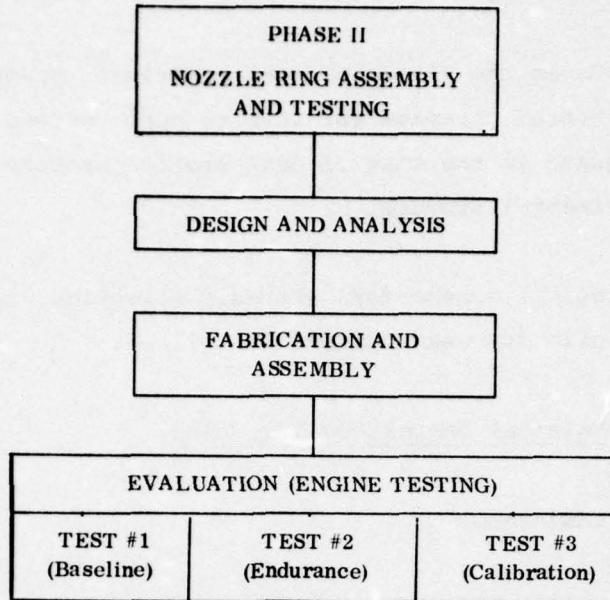 PHASE II
NOZZLE RING ASSEMBLY
AND TESTING
DESIGN AND ANALYSIS
FABRICATION AND
ASSEMBLY
EVALUATION (ENGINE TESTING)
TEST #1
(Baseline)
TEST #2
(Endurance)
TEST #3
(Calibration)